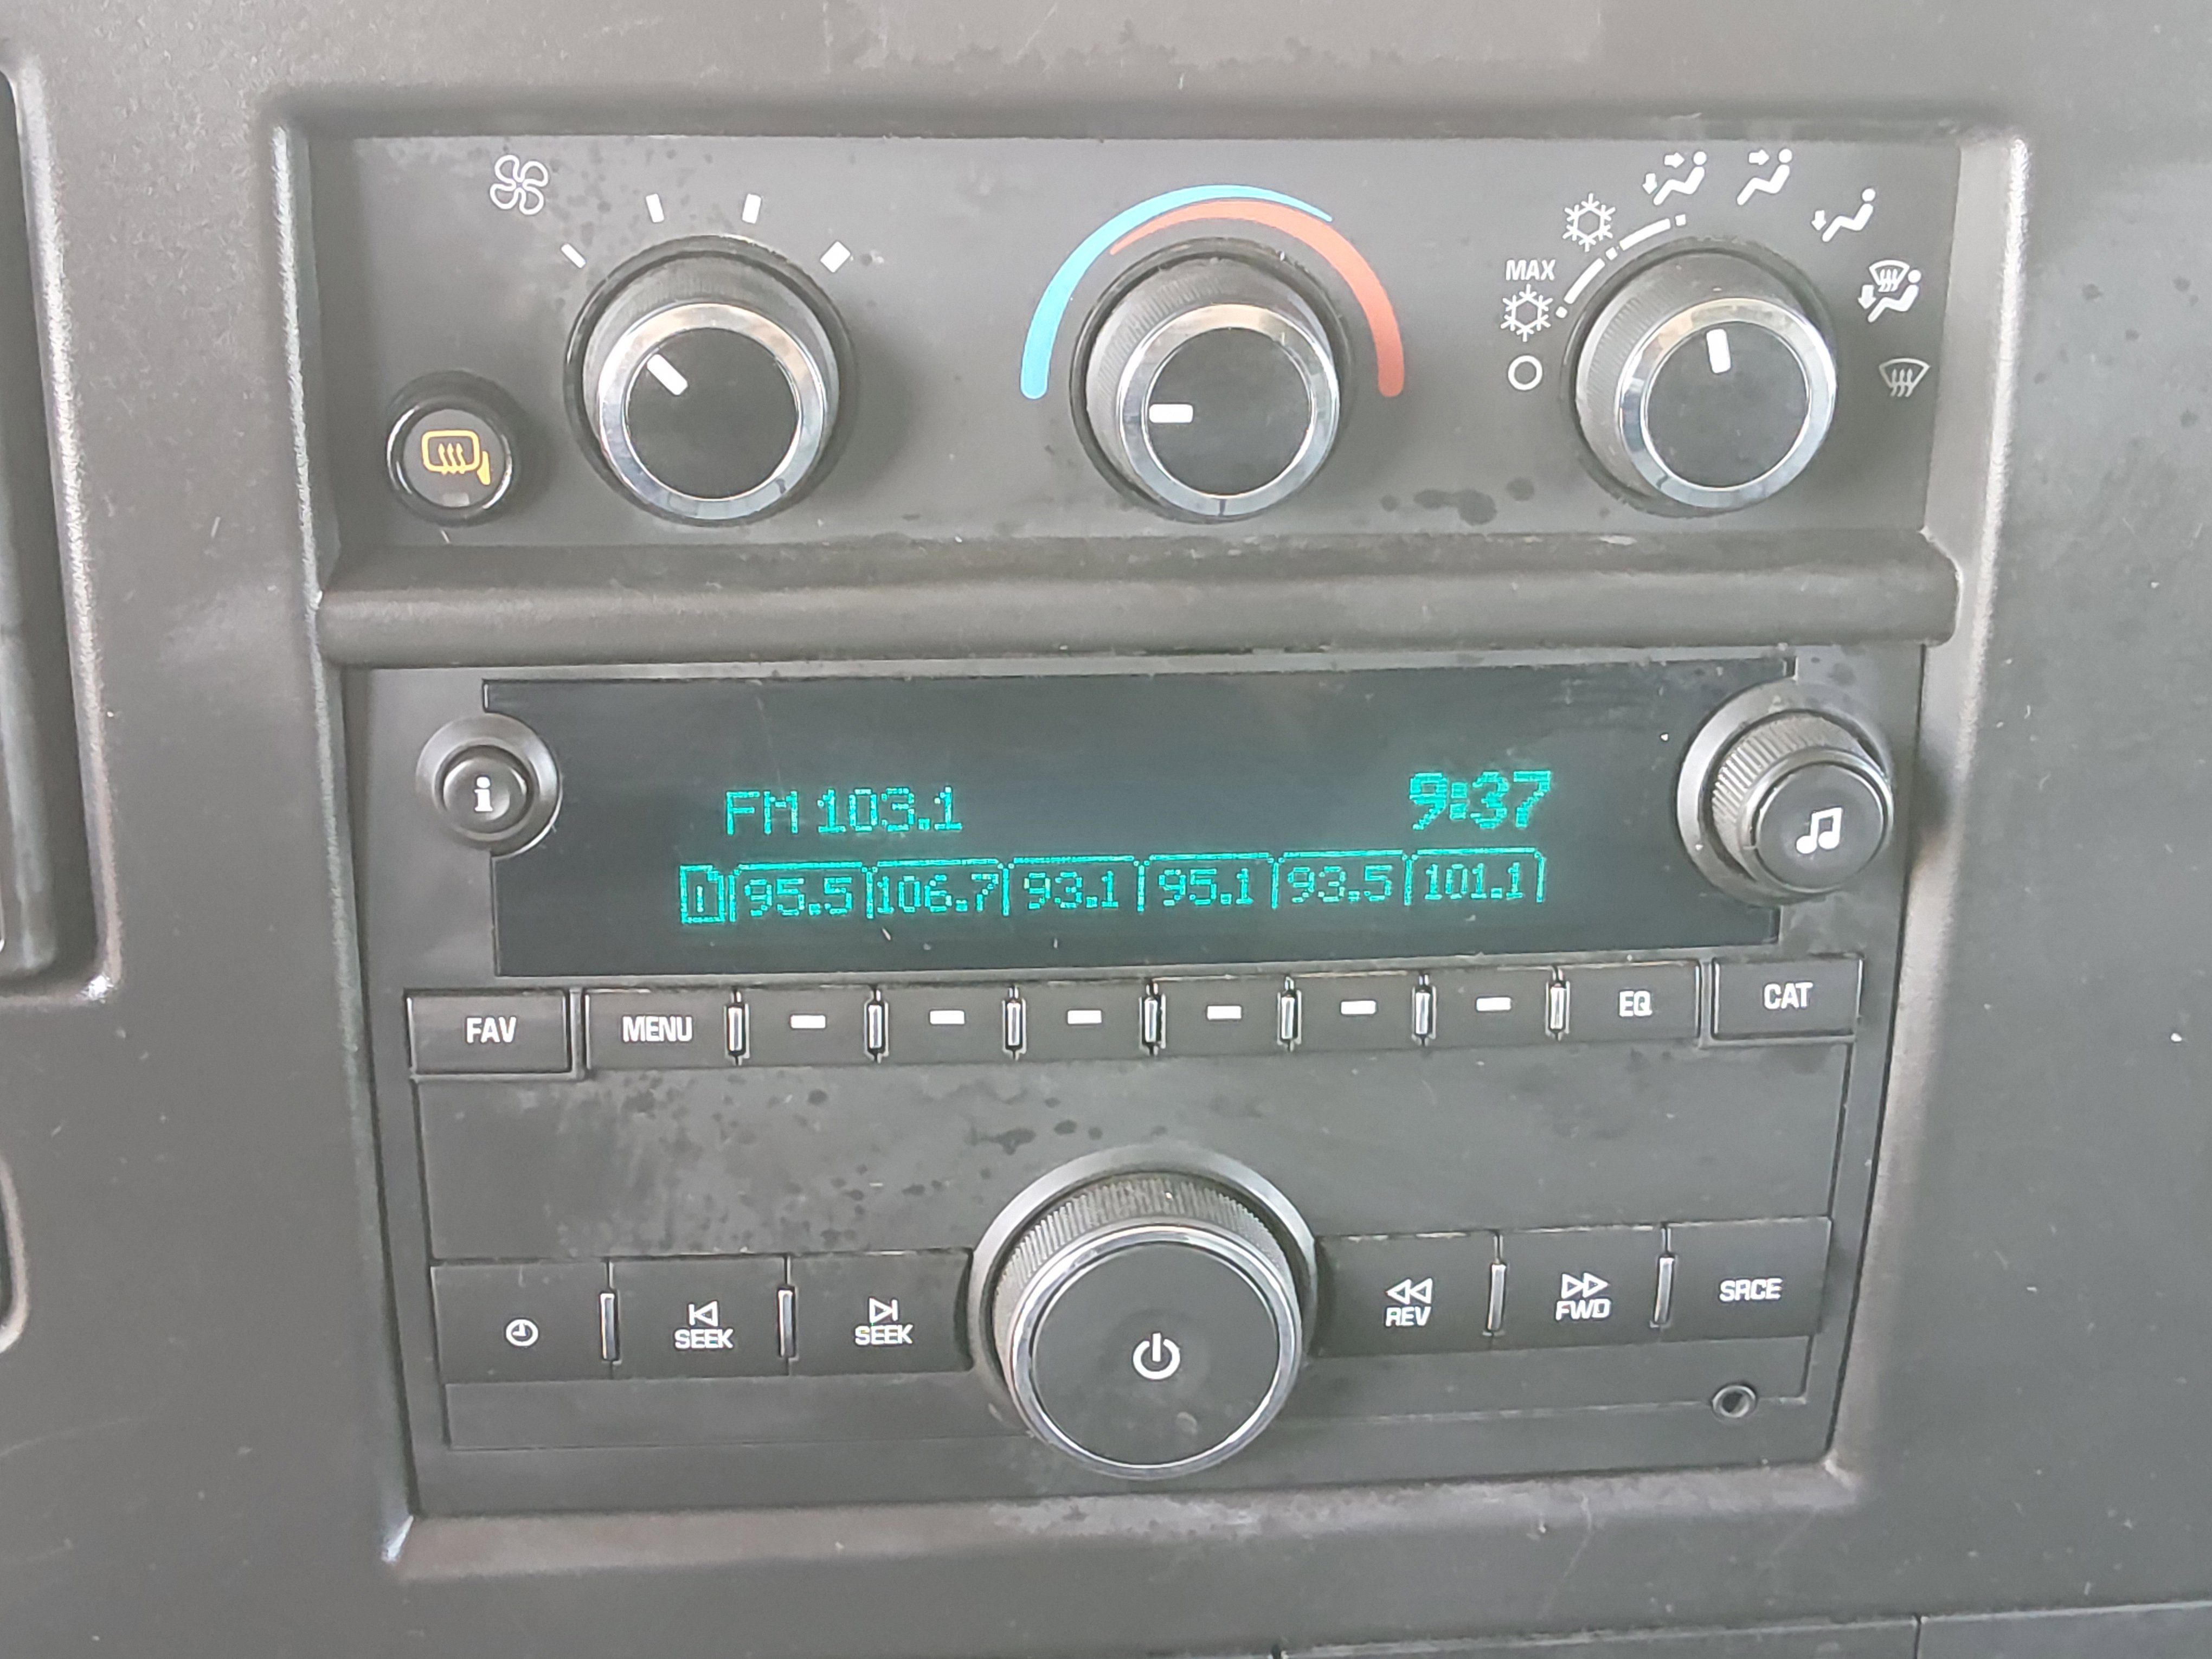 MAX
i
FM 103.1 9:37
1 95.5 106.7 93.1 95.1 93.5 101.1
FAV MENU EQ CAT
SEEK SEEK REV FWD SRCE